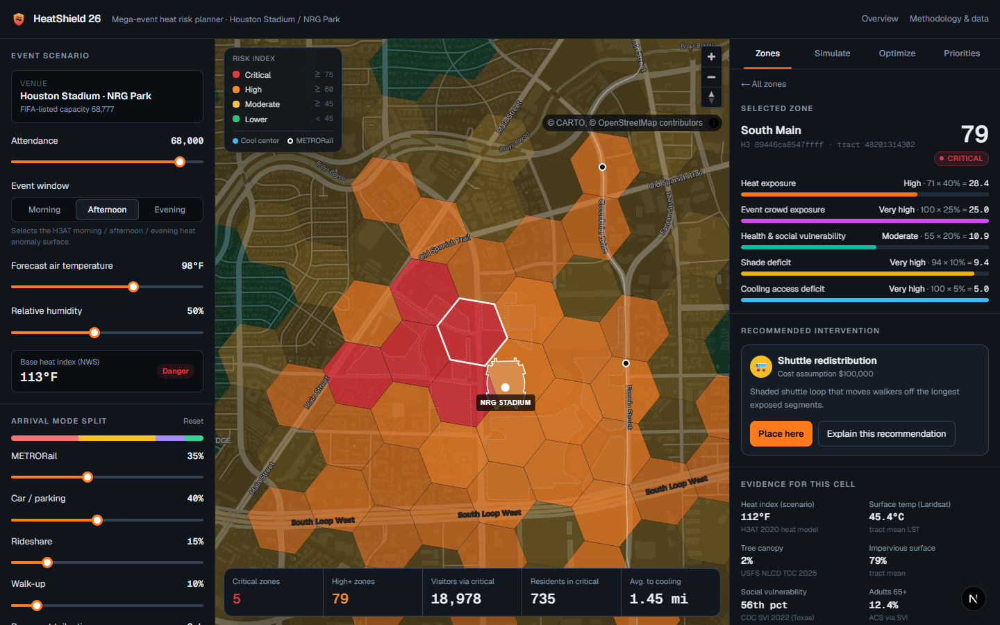 HeatShield 26
Mega-event heat risk planner · Houston Stadium / NRG Park
Overview
Methodology & data
EVENT SCENARIO
VENUE
Houston Stadium · NRG Park
FIFA-listed capacity 68,777
Attendance
68,000
Event window
Morning
Afternoon
Evening
Selects the H3AT morning / afternoon / evening heat
anomaly surface.
Forecast air temperature
98°F
Relative humidity
50%
Base heat index (NWS)
113°F
Danger
ARRIVAL MODE SPLIT
Reset
METRORail
35%
Car / parking
40%
Rideshare
15%
Walk-up
10%
RISK INDEX
Critical
≥ 75
High
≥ 60
Moderate
≥ 45
Lower
< 45
Cool center
METRORail
Brays Bayou
Main Street
Main Street
© CARTO, © OpenStreetMap contributors
Brays Bayou
Brays Bayou
Old Spanish Trail
Fannin Street
Greenbriar Drive
Old Spanish Trail
NRG STADIUM
Main Street
Fannin Street
DGE
Main Street
South Loop West
South Loop West
South Loop West
Critical zones
5
High+ zones
79
Visitors via critical
18,978
Residents in critical
735
Avg. to cooling
1.45 mi
Zones
Simulate
Optimize
Priorities
← All zones
SELECTED ZONE
South Main
79
H3 89446ca8547ffff · tract 48201314302
CRITICAL
Heat exposure
High · 71 × 40% = 28.4
Event crowd exposure
Very high · 100 × 25% = 25.0
Health & social vulnerability
Moderate · 55 × 20% = 10.9
Shade deficit
Very high · 94 × 10% = 9.4
Cooling access deficit
Very high · 100 × 5% = 5.0
RECOMMENDED INTERVENTION
Shuttle redistribution
Cost assumption $100,000
Shaded shuttle loop that moves walkers off the longest
exposed segments.
Place here
Explain this recommendation
EVIDENCE FOR THIS CELL
Heat index (scenario)
112°F
H3AT 2020 heat model
Surface temp (Landsat)
45.4°C
tract mean LST
Tree canopy
2%
USFS NLCD TCC 2025
Impervious surface
79%
tract mean
Social vulnerability
56th pct
CDC SVI 2022 (Texas)
Adults 65+
12.4%
ACS via SVI
N